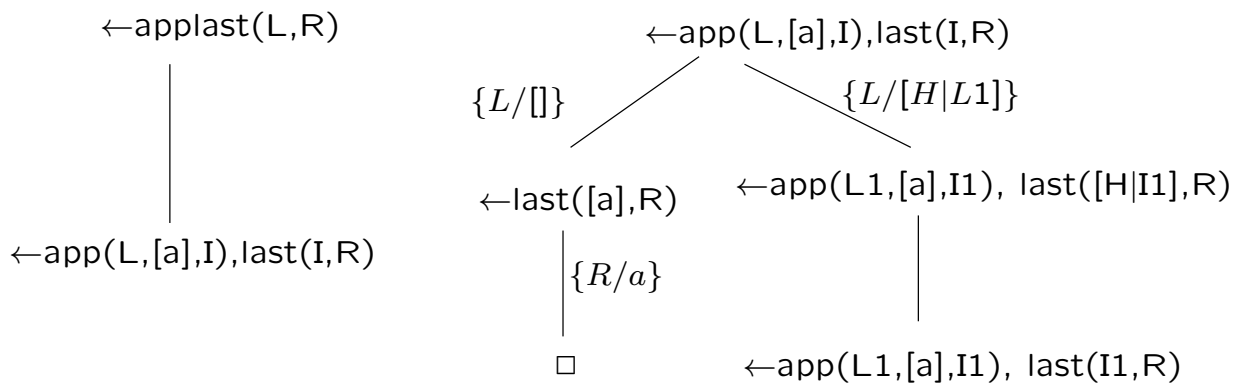 ←applast(L,R)
←app(L,[a],I),last(I,R)
←app(L,[a],I),last(I,R)
{L/[]}
{L/[H|L1]}
←last([a],R)
←app(L1,[a],I1), last([H|I1],R)
{R/a}
□
←app(L1,[a],I1), last(I1,R)